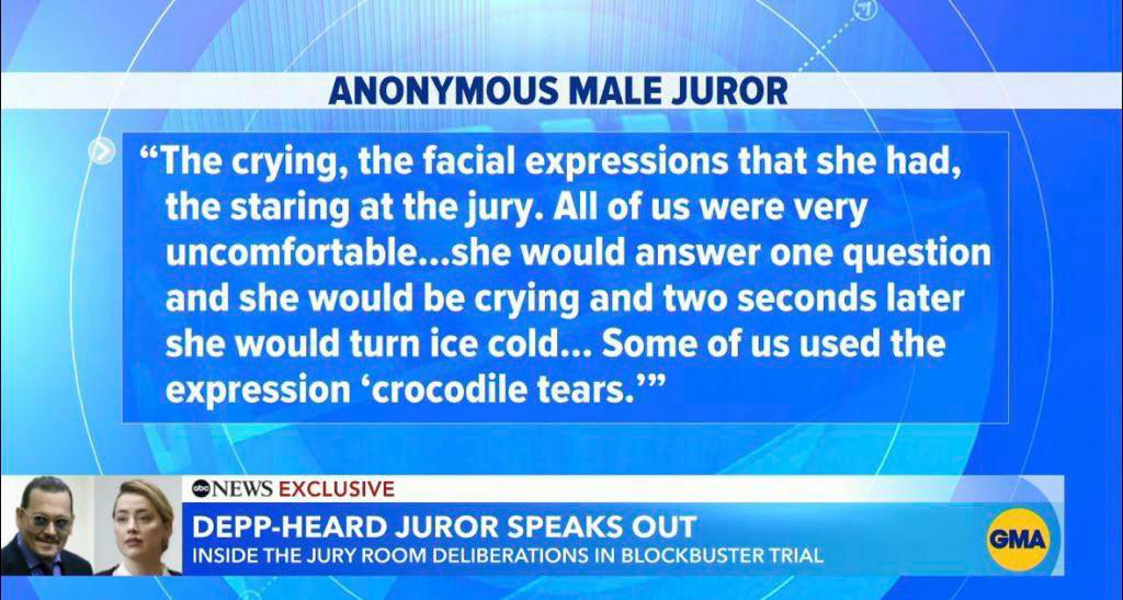 ANONYMOUS MALE JUROR
“The crying, the facial expressions that she had,
the staring at the jury. All of us were very
uncomfortable...she would answer one question
and she would be crying and two seconds later
she would turn ice cold... Some of us used the
expression ‘crocodile tears.’”
abc NEWS EXCLUSIVE
DEPP-HEARD JUROR SPEAKS OUT
INSIDE THE JURY ROOM DELIBERATIONS IN BLOCKBUSTER TRIAL
GMA